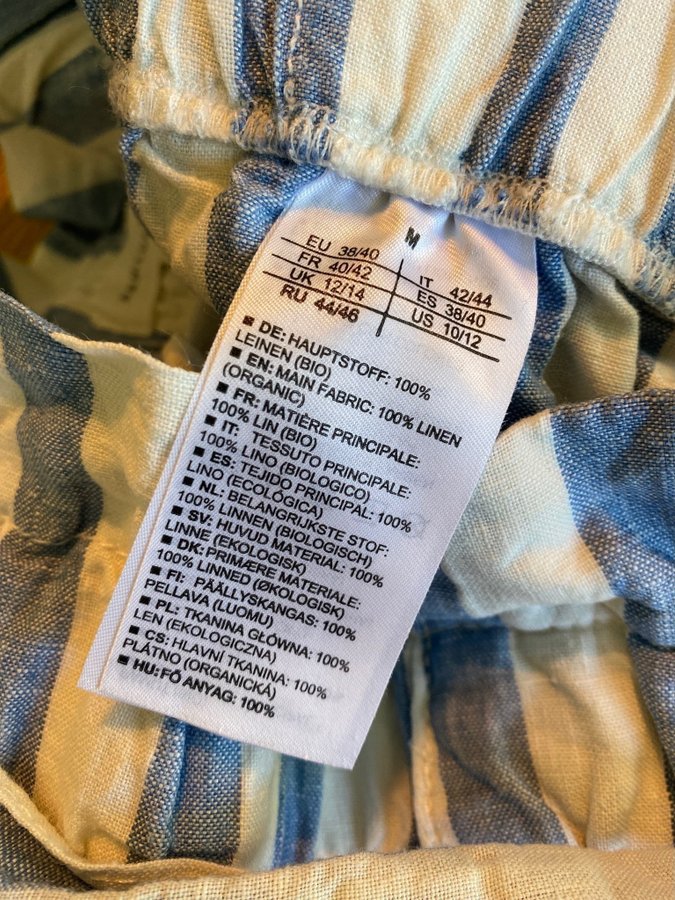 M
EU 38/40
FR 40/42
UK 12/14
RU 44/46
IT 42/44
ES 38/40
US 10/12
■ DE: HAUPTSTOFF: 100%
LEINEN (BIO)
■ EN: MAIN FABRIC: 100% LINEN
(ORGANIC)
■ FR: MATIÈRE PRINCIPALE:
100% LIN (BIO)
■ IT: TESSUTO PRINCIPALE:
100% LINO (BIOLOGICO)
■ ES: TEJIDO PRINCIPAL: 100%
LINO (ECOLÓGICA)
■ NL: BELANGRIJKSTE STOF:
100% LINNEN (BIOLOGISCH)
■ SV: HUVUD MATERIAL: 100%
LINNE (EKOLOGISK)
■ DK: PRIMÆRE MATERIALE:
100% LINNED (ØKOLOGISK)
■ FI: PÄÄLLYSKANGAS: 100%
PELLAVA (LUOMU)
■ PL: TKANINA GŁÓWNA: 100%
LEN (EKOLOGICZNA)
■ CS: HLAVNÍ TKANINA: 100%
PLÁTNO (ORGANICKÁ)
■ HU: FŐ ANYAG: 100%